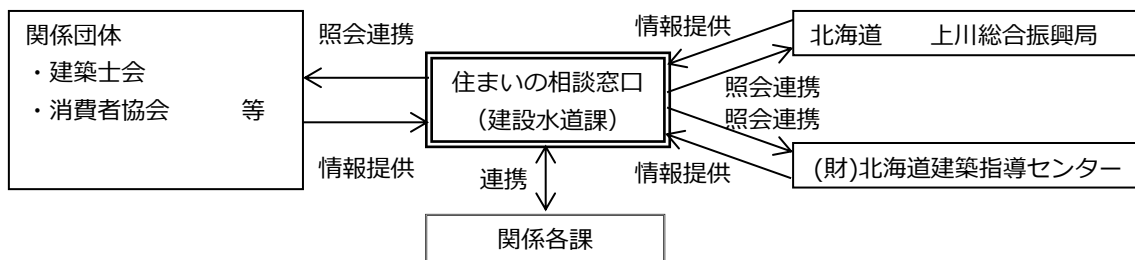 関係団体
・建築士会
・消費者協会　　　等
照会連携
情報提供
住まいの相談窓口
（建設水道課）
連携
関係各課
情報提供
北海道　　上川総合振興局
照会連携
照会連携
情報提供
(財)北海道建築指導センター